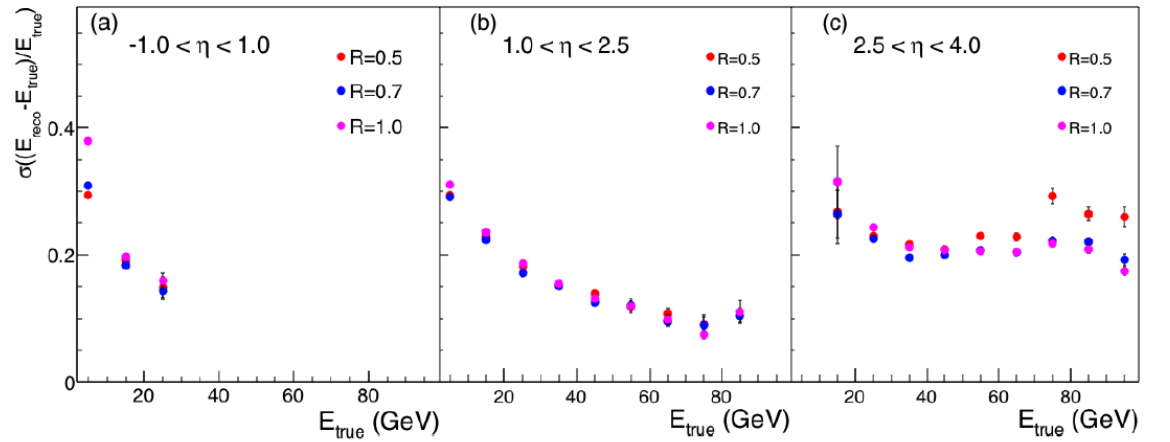 (a)
-1.0 < η < 1.0
R=0.5
R=0.7
R=1.0
(b)
1.0 < η < 2.5
R=0.5
R=0.7
R=1.0
(c)
2.5 < η < 4.0
R=0.5
R=0.7
R=1.0
σ((E_reco -E_true)/E_true)
0.4
0.2
0
20 40 60 80
20 40 60 80
20 40 60 80
E_true (GeV)
E_true (GeV)
E_true (GeV)